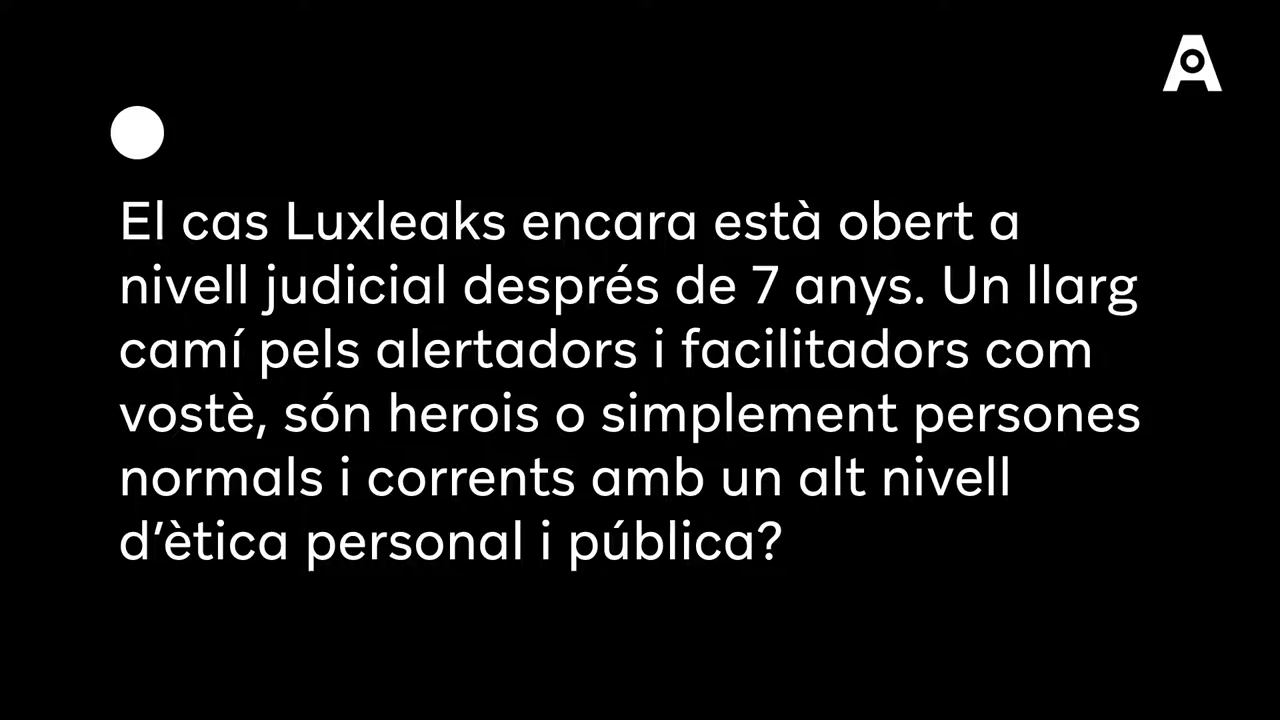 El cas Luxleaks encara està obert a
nivell judicial després de 7 anys. Un llarg
camí pels alertadors i facilitadors com
vostè, són herois o simplement persones
normals i corrents amb un alt nivell
d’ètica personal i pública?